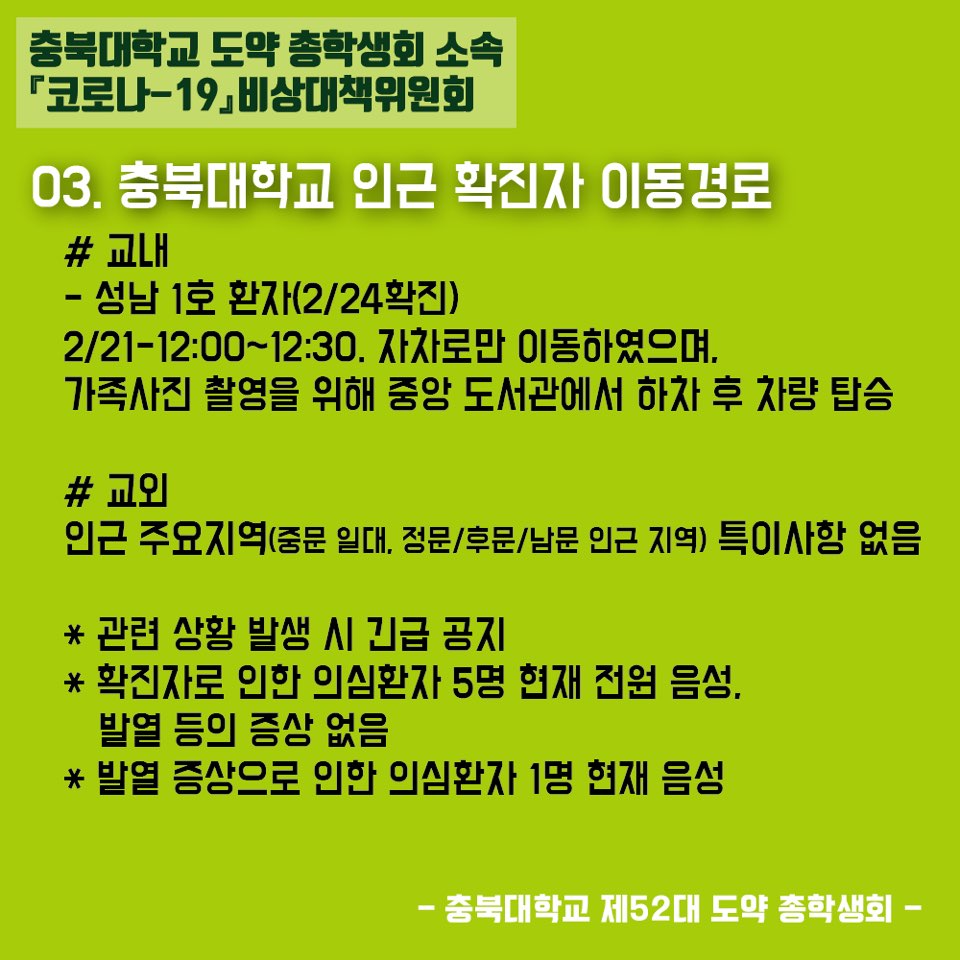 충북대학교 도약 총학생회 소속
『코로나-19』비상대책위원회
03. 충북대학교 인근 확진자 이동경로
# 교내
- 성남 1호 환자(2/24확진)
2/21-12:00~12:30. 자차로만 이동하였으며,
가족사진 촬영을 위해 중앙 도서관에서 하차 후 차량 탑승
# 교외
인근 주요지역(중문 일대, 정문/후문/남문 인근 지역) 특이사항 없음
* 관련 상황 발생 시 긴급 공지
* 확진자로 인한 의심환자 5명 현재 전원 음성,
발열 등의 증상 없음
* 발열 증상으로 인한 의심환자 1명 현재 음성
- 충북대학교 제52대 도약 총학생회 -